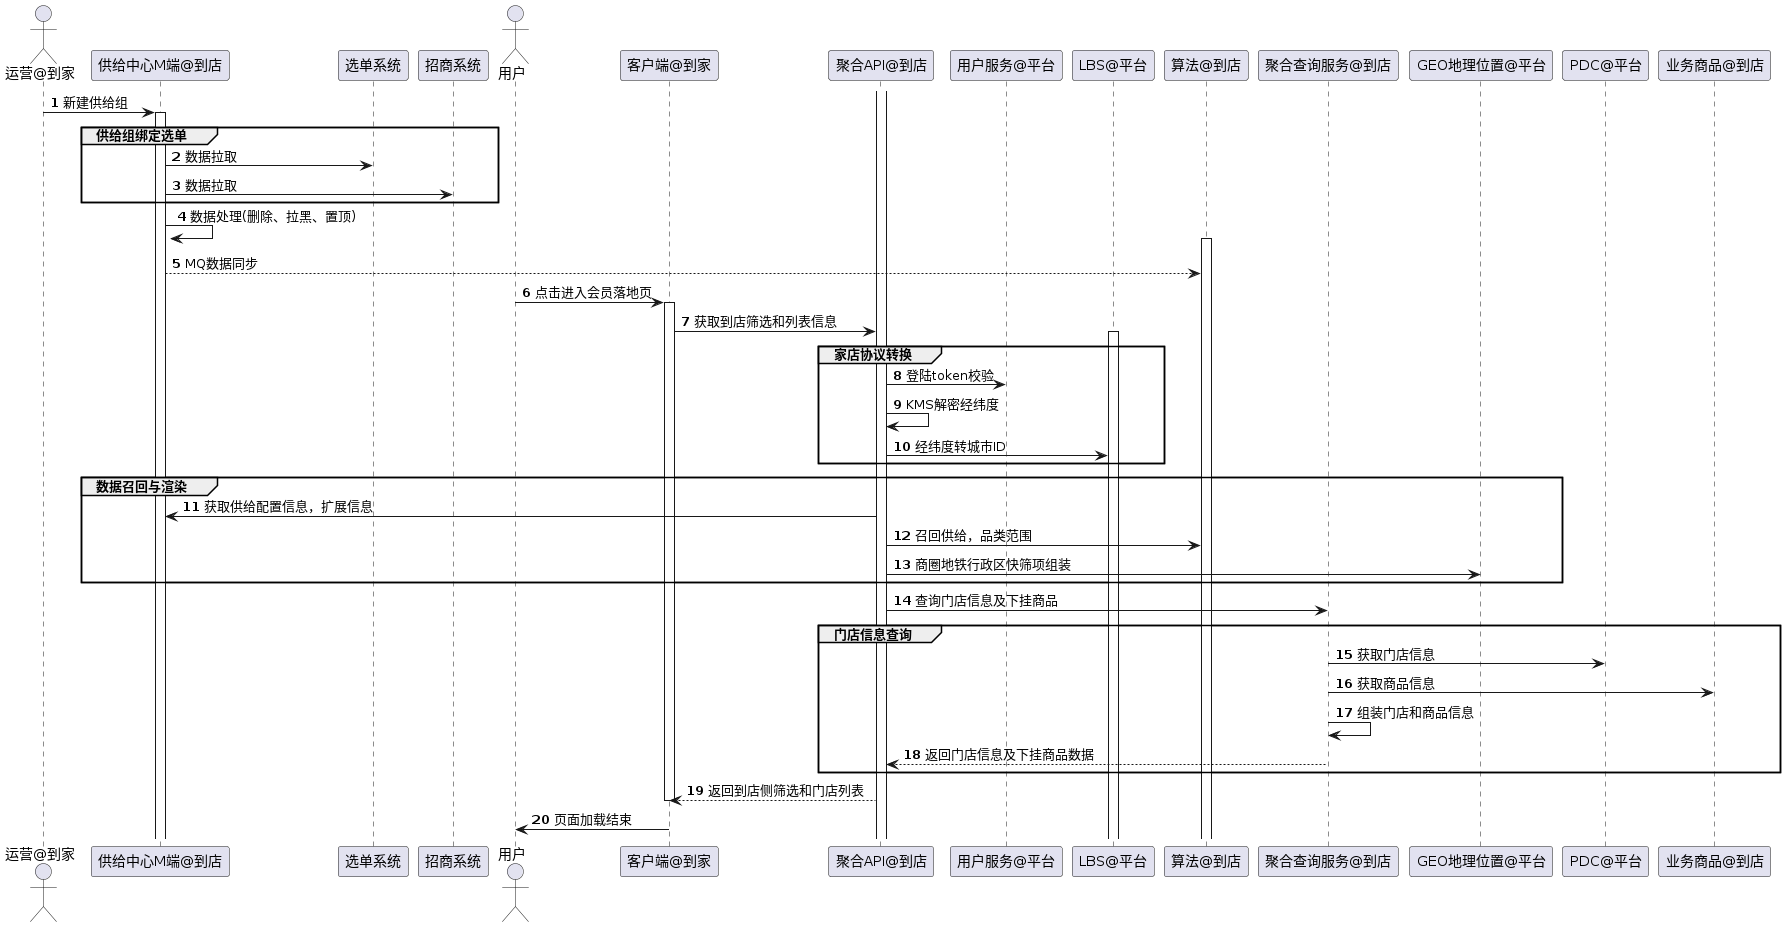 运营@到家
供给中心M端@到店
选单系统
招商系统
用户
客户端@到家
聚合API@到店
用户服务@平台
LBS@平台
算法@到店
聚合查询服务@到店
GEO地理位置@平台
PDC@平台
业务商品@到店
1 新建供给组
供给组绑定选单
2 数据拉取
3 数据拉取
4 数据处理(删除、拉黑、置顶)
5 MQ数据同步
6 点击进入会员落地页
7 获取到店筛选和列表信息
家店协议转换
8 登陆token校验
9 KMS解密经纬度
10 经纬度转城市ID
数据召回与渲染
11 获取供给配置信息，扩展信息
12 召回供给，品类范围
13 商圈地铁行政区快筛项组装
14 查询门店信息及下挂商品
门店信息查询
15 获取门店信息
16 获取商品信息
17 组装门店和商品信息
18 返回门店信息及下挂商品数据
19 返回到店侧筛选和门店列表
20 页面加载结束
运营@到家
供给中心M端@到店
选单系统
招商系统
用户
客户端@到家
聚合API@到店
用户服务@平台
LBS@平台
算法@到店
聚合查询服务@到店
GEO地理位置@平台
PDC@平台
业务商品@到店